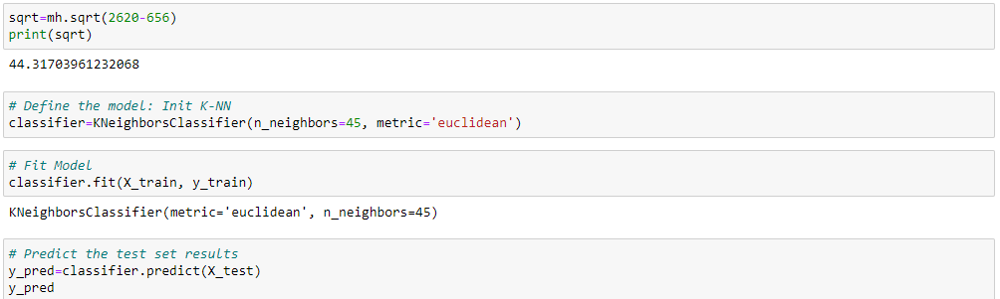 sqrt=mh.sqrt(2620-656)
print(sqrt)
44.31703961232068
# Define the model: Init K-NN
classifier=KNeighborsClassifier(n_neighbors=45, metric='euclidean')
# Fit Model
classifier.fit(X_train, y_train)
KNeighborsClassifier(metric='euclidean', n_neighbors=45)
# Predict the test set results
y_pred=classifier.predict(X_test)
y_pred